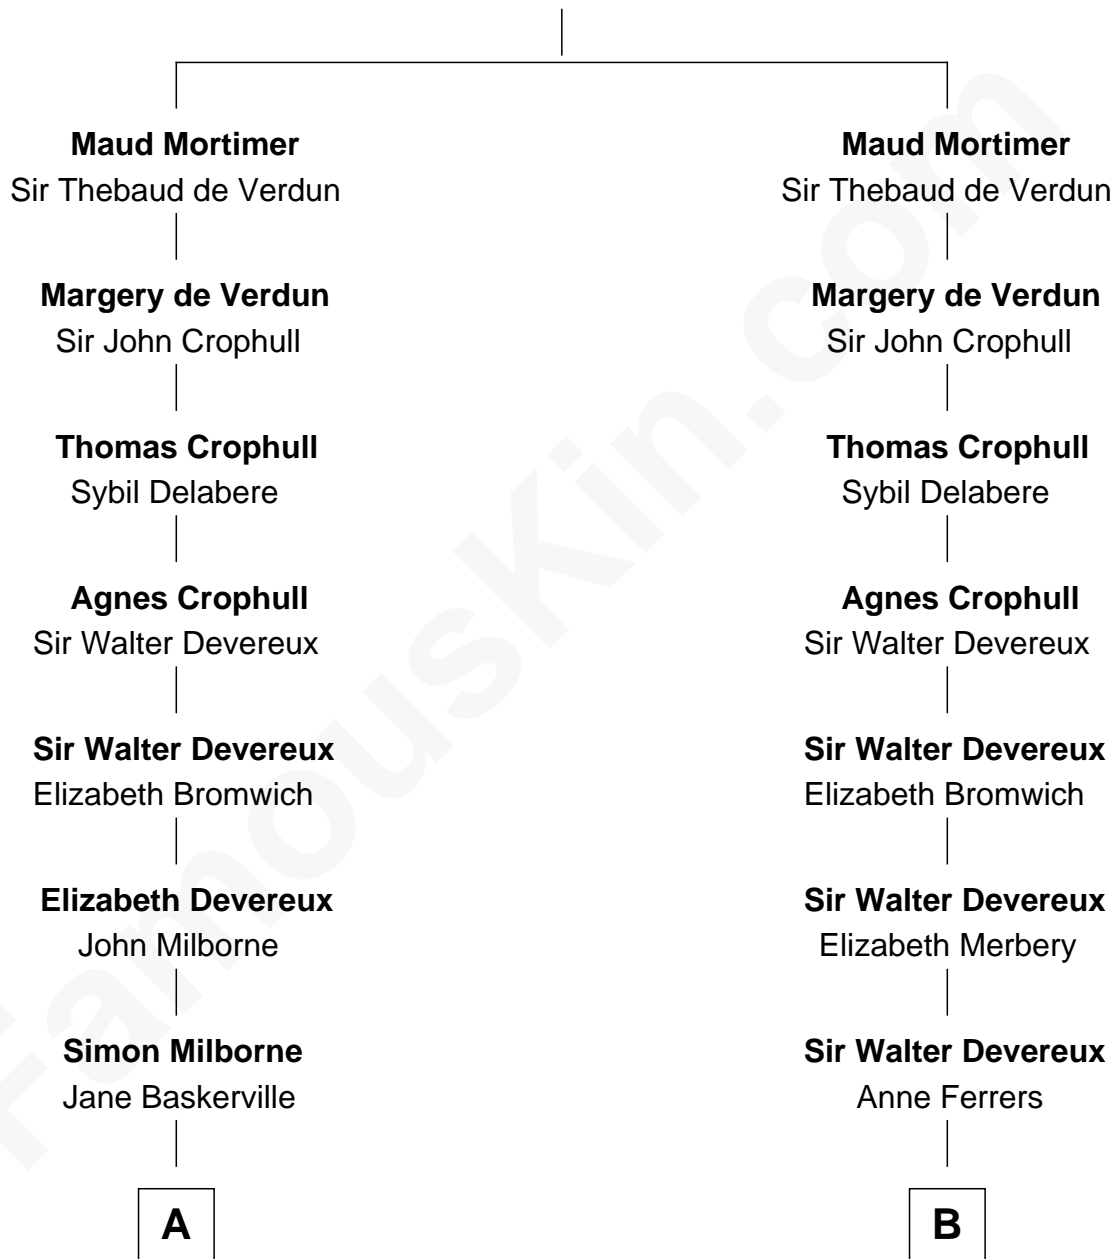 Maud Mortimer
Sir Thebaud de Verdun
Margery de Verdun
Sir John Crophull
Thomas Crophull
Sybil Delabere
Agnes Crophull
Sir Walter Devereux
Sir Walter Devereux
Elizabeth Bromwich
Elizabeth Devereux
John Milborne
Simon Milborne
Jane Baskerville
A
Maud Mortimer
Sir Thebaud de Verdun
Margery de Verdun
Sir John Crophull
Thomas Crophull
Sybil Delabere
Agnes Crophull
Sir Walter Devereux
Sir Walter Devereux
Elizabeth Bromwich
Sir Walter Devereux
Elizabeth Merbery
Sir Walter Devereux
Anne Ferrers
B
FamousKin.com